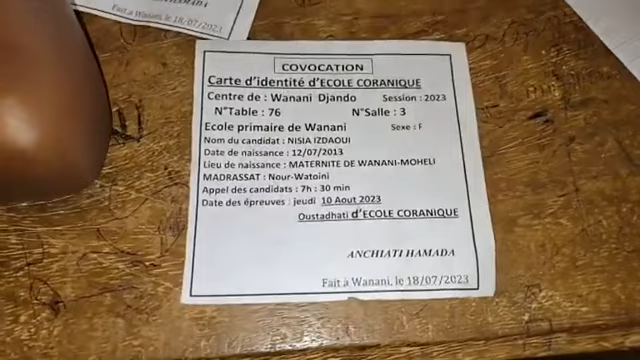 HAMADA
Fait à Wanani le 18/07/2023
COVOCATION
Carte d'identité d'ECOLE CORANIQUE
Centre de : Wanani Djando Session : 2023
N°Table : 76 N°Salle : 3
Ecole primaire de Wanani Sexe : F
Nom du candidat : NISIA IZDAOUI
Date de naissance : 12/07/2013
Lieu de naissance : MATERNITE DE WANANI-MOHELI
MADRASSAT : Nour-Watoini
Appel des candidats : 7h : 30 min
Date des épreuves : jeudi 10 Aout 2023
Oustadhati d'ECOLE CORANIQUE
ANCHIATI HAMADA
Fait à Wanani, le 18/07/2023